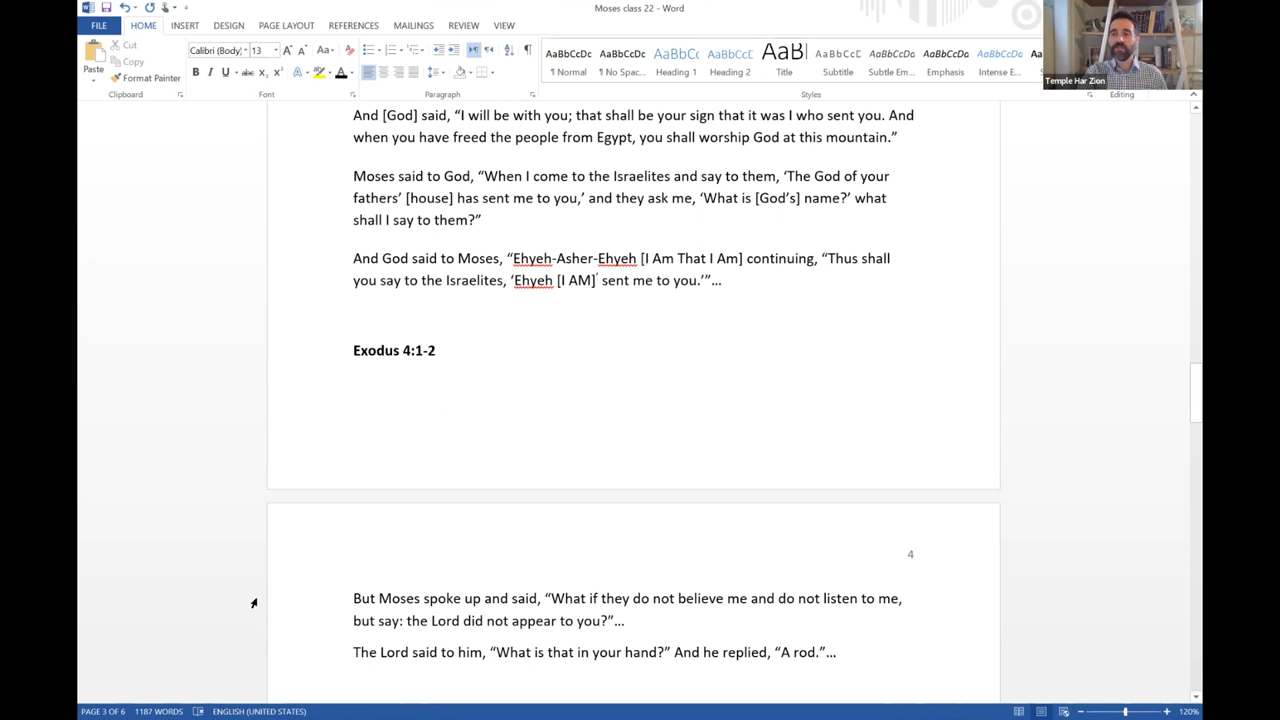 Moses class 22 - Word
FILE HOME INSERT DESIGN PAGE LAYOUT REFERENCES MAILINGS REVIEW VIEW
Cut
Copy
Format Painter
Paste
Calibri (Body) 13
AaBbCcDc AaBbCcDc AaBbCc AaBbCcD AaB AaBbCcDc AaBbCcDc AaBbCcDc AaBbCcDc
¶ Normal ¶ No Spac... Heading 1 Heading 2 Title Subtitle Subtle Em... Emphasis Intense E...
Clipboard Font Paragraph Styles Editing
Temple Har Zion
And [God] said, “I will be with you; that shall be your sign that it was I who sent you. And
when you have freed the people from Egypt, you shall worship God at this mountain.”
Moses said to God, “When I come to the Israelites and say to them, ‘The God of your
fathers’ [house] has sent me to you,’ and they ask me, ‘What is [God’s] name?’ what
shall I say to them?”
And God said to Moses, “Ehyeh-Asher-Ehyeh [I Am That I Am] continuing, “Thus shall
you say to the Israelites, ‘Ehyeh [I AM]’ sent me to you.’”…
Exodus 4:1-2
4
But Moses spoke up and said, “What if they do not believe me and do not listen to me,
but say: the Lord did not appear to you?”…
The Lord said to him, “What is that in your hand?” And he replied, “A rod.”…
PAGE 3 OF 6 1187 WORDS ENGLISH (UNITED STATES) 120%